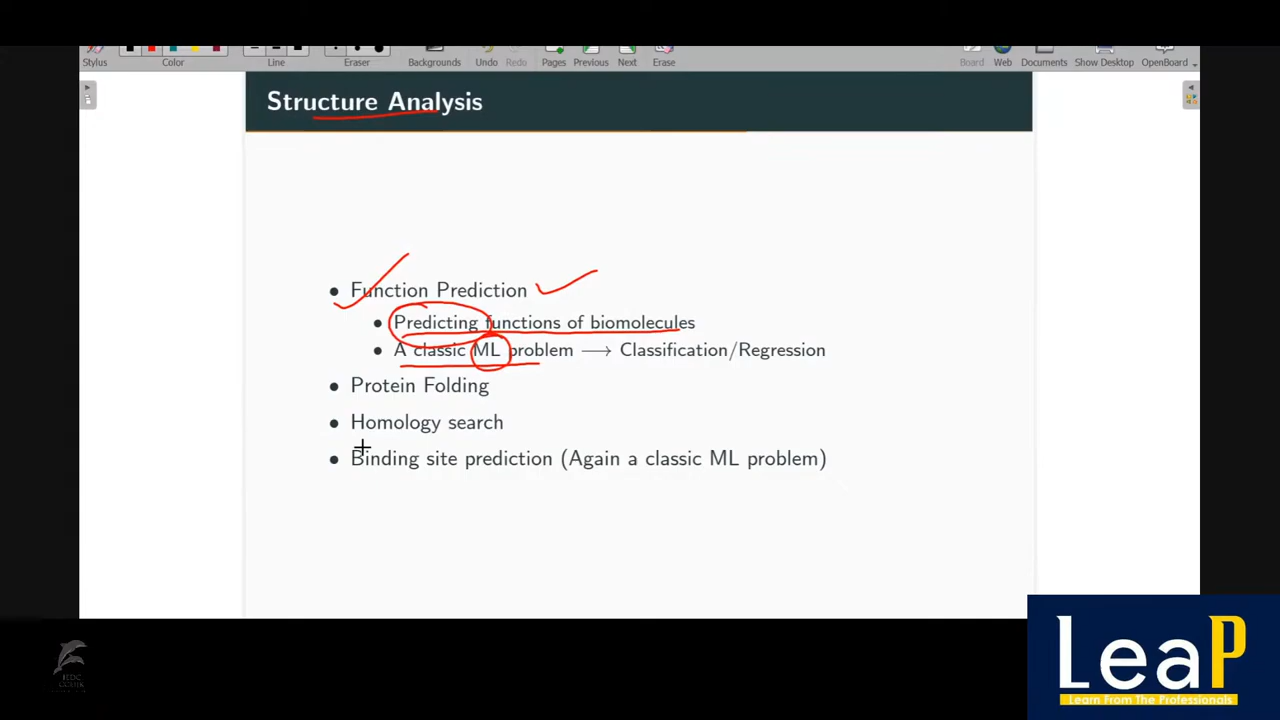 Stylus Color Line Eraser Backgrounds Undo Redo Pages Previous Next Erase Board Web Documents Show Desktop OpenBoard
Structure Analysis
• Function Prediction
• Predicting functions of biomolecules
• A classic ML problem ⟶ Classification/Regression
• Protein Folding
• Homology search
• Binding site prediction (Again a classic ML problem)
LeaP
Learn From The Professionals